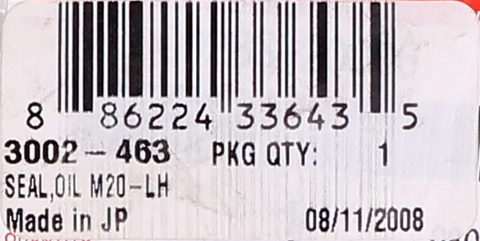 8 86224 33643 5
3002-463 PKG QTY: 1
SEAL,OIL M20-LH
Made in JP 08/11/2008